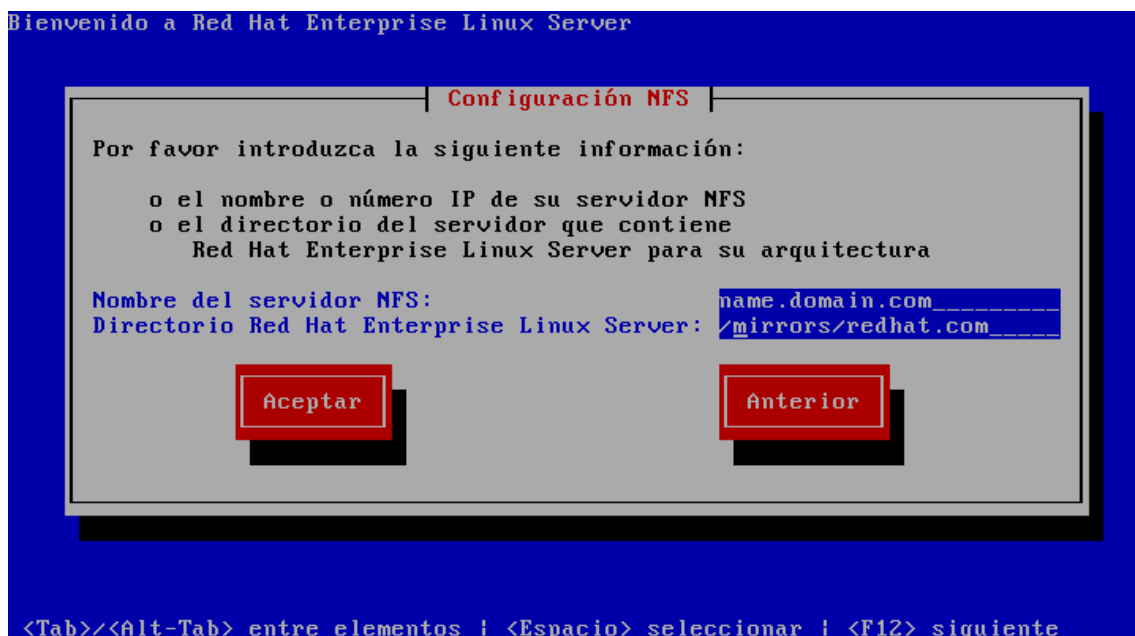 Bienvenido a Red Hat Enterprise Linux Server
Configuración NFS
Por favor introduzca la siguiente información:
o el nombre o número IP de su servidor NFS
o el directorio del servidor que contiene
Red Hat Enterprise Linux Server para su arquitectura
Nombre del servidor NFS: name.domain.com_________
Directorio Red Hat Enterprise Linux Server: /mirrors/redhat.com_____
Aceptar Anterior
<Tab>/<Alt-Tab> entre elementos | <Espacio> seleccionar | <F12> siguiente